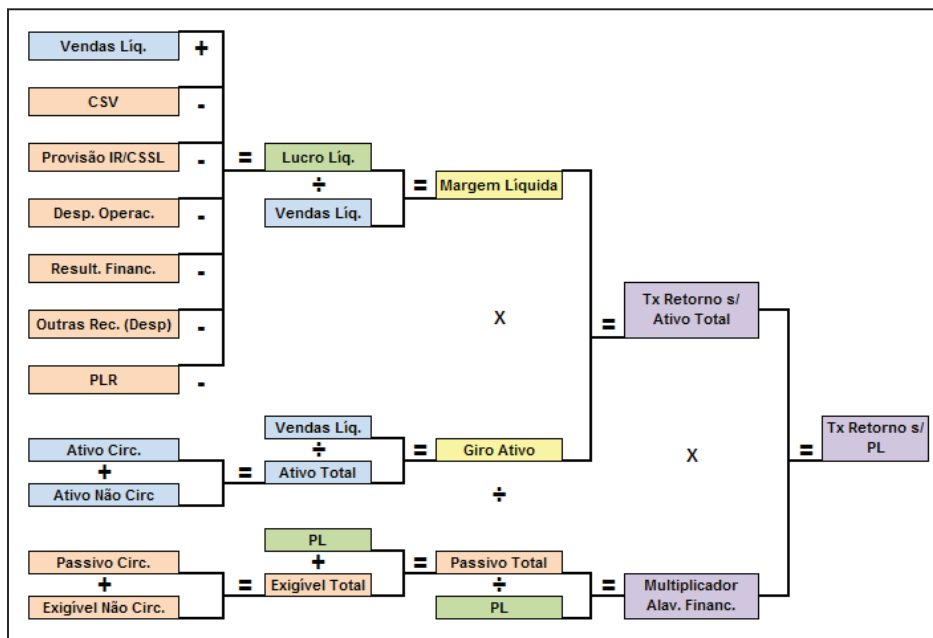 Vendas Líq. +
CSV -
Provisão IR/CSSL - = Lucro Líq.
÷ = Margem Líquida
Desp. Operac. - Vendas Líq.
Result. Financ. -
Tx Retorno s/
Ativo Total
Outras Rec. (Desp) - X =
PLR -
Vendas Líq.
Tx Retorno s/
PL
Ativo Circ. ÷ = Giro Ativo X =
+ = Ativo Total
Ativo Não Circ ÷
PL
Passivo Circ. + = Passivo Total
+ = Exigível Total ÷ = Multiplicador
Alav. Financ.
Exigível Não Circ. PL